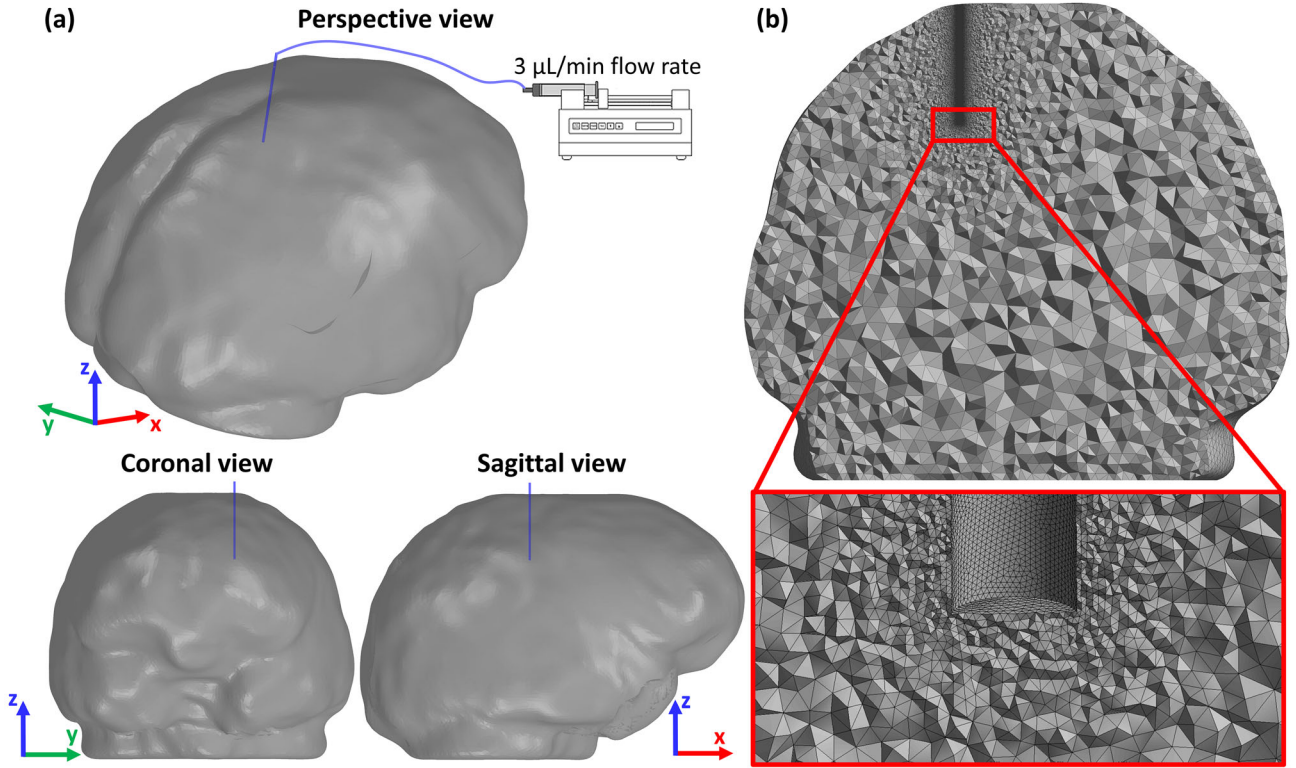 (a)
Perspective view
3 µL/min flow rate
z
y
x
Coronal view
z
y
Sagittal view
z
x
(b)